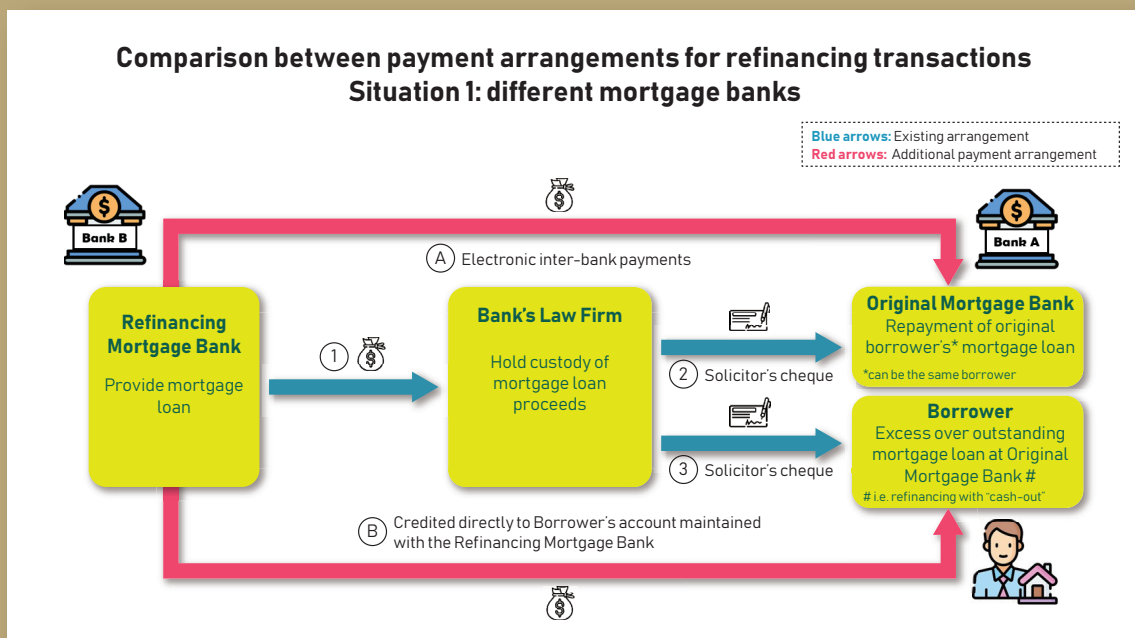 Comparison between payment arrangements for refinancing transactions
Situation 1: different mortgage banks
Blue arrows: Existing arrangement
Red arrows: Additional payment arrangement
Bank B
Bank A
A Electronic inter-bank payments
Refinancing
Mortgage Bank
Provide mortgage
loan
1
Bank's Law Firm
Hold custody of
mortgage loan
proceeds
2 Solicitor's cheque
3 Solicitor's cheque
Original Mortgage Bank
Repayment of original
borrower's* mortgage loan
*can be the same borrower
Borrower
Excess over outstanding
mortgage loan at Original
Mortgage Bank #
# i.e. refinancing with "cash-out"
B Credited directly to Borrower's account maintained
with the Refinancing Mortgage Bank